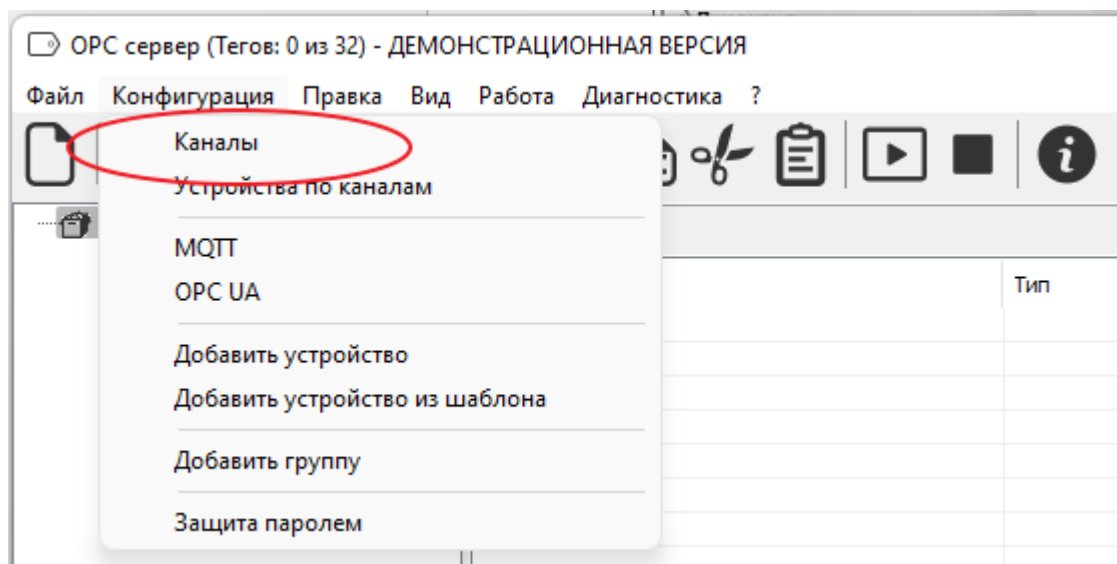 ОРС сервер (Тегов: 0 из 32) - ДЕМОНСТРАЦИОННАЯ ВЕРСИЯ
Файл Конфигурация Правка Вид Работа Диагностика ?
Каналы
Устройства по каналам
MQTT
OPC UA
Тип
Добавить устройство
Добавить устройство из шаблона
Добавить группу
Защита паролем